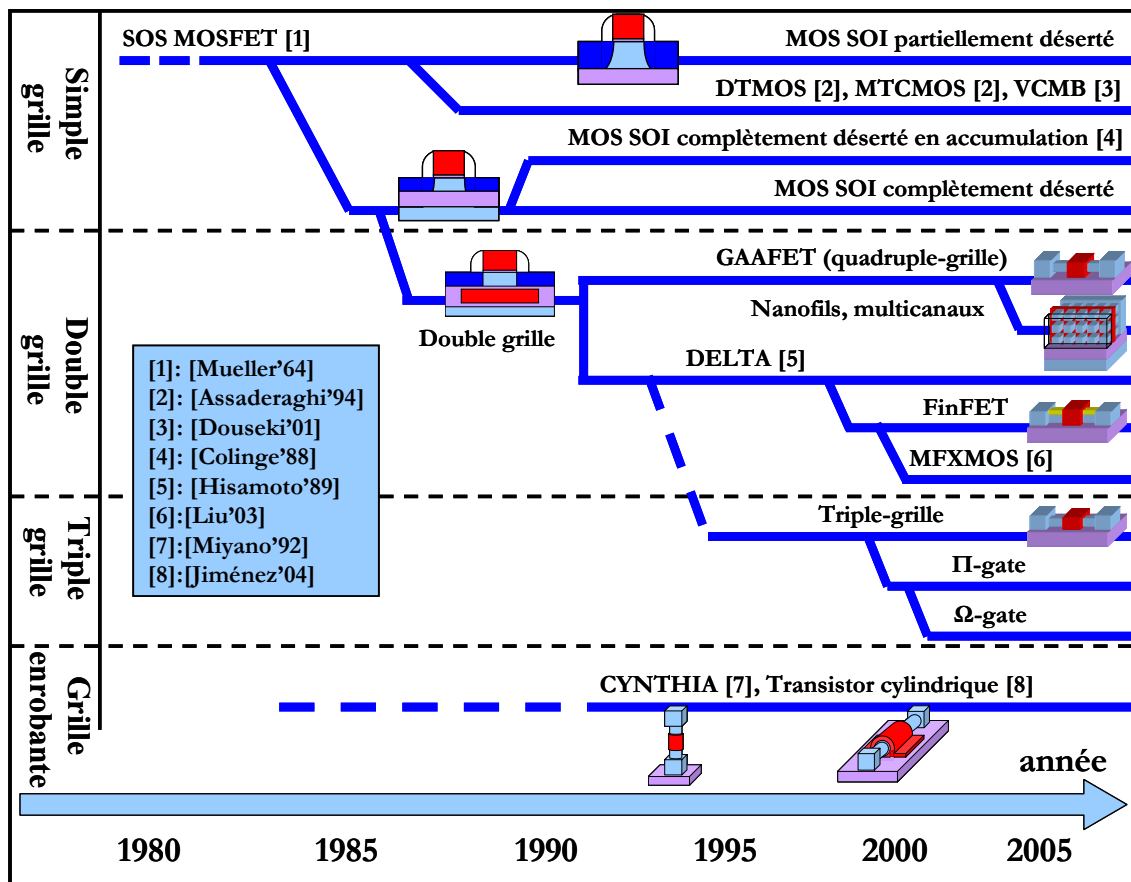 SOS MOSFET [1]
MOS SOI partiellement déserté
DTMOS [2], MTCMOS [2], VCMB [3]
MOS SOI complètement déserté en accumulation [4]
MOS SOI complètement déserté
Simple
grille
GAAFET (quadruple-grille)
Nanofils, multicanaux
Double grille
DELTA [5]
FinFET
MFXMOS [6]
Double
grille
[1]: [Mueller’64]
[2]: [Assaderaghi’94]
[3]: [Douseki’01]
[4]: [Colinge’88]
[5]: [Hisamoto’89]
[6]:[Liu’03]
[7]:[Miyano’92]
[8]:[Jiménez’04]
Triple-grille
Π-gate
Ω-gate
Triple
grille
CYNTHIA [7], Transistor cylindrique [8]
Grille
enrobante
année
1980 1985 1990 1995 2000 2005